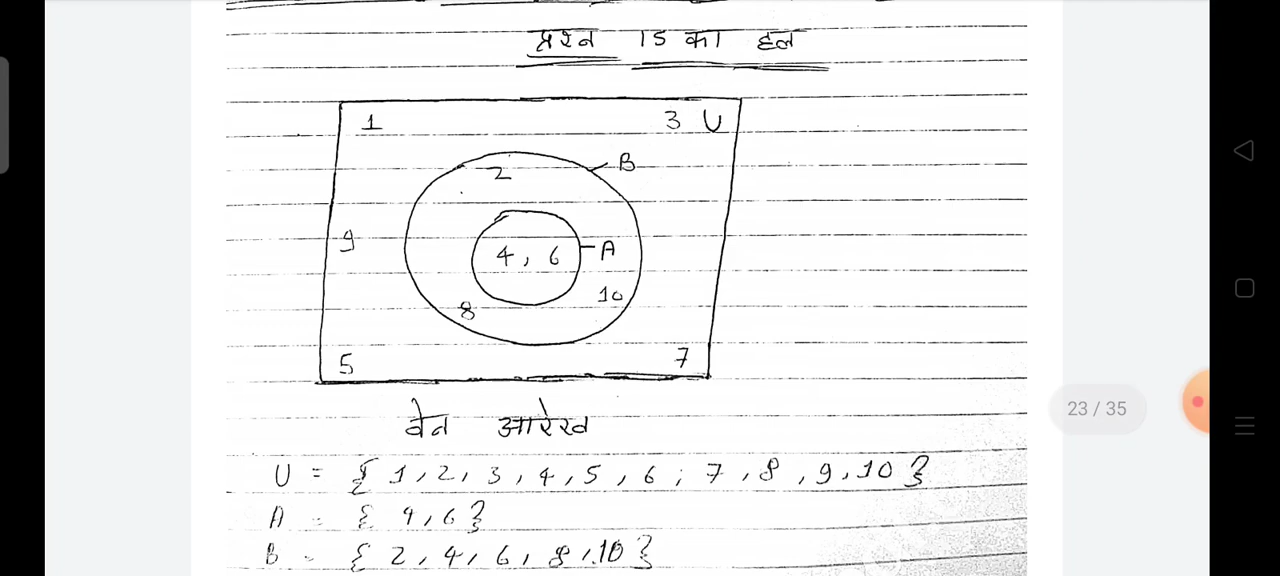 प्रश्न 15 का हल
1 3 U
2 B
9 4, 6 A
8 10
5 7
वेन आरेख
U = { 1, 2, 3, 4, 5, 6, 7, 8, 9, 10 }
A = { 4, 6 }
B = { 2, 4, 6, 8, 10 }
23 / 35